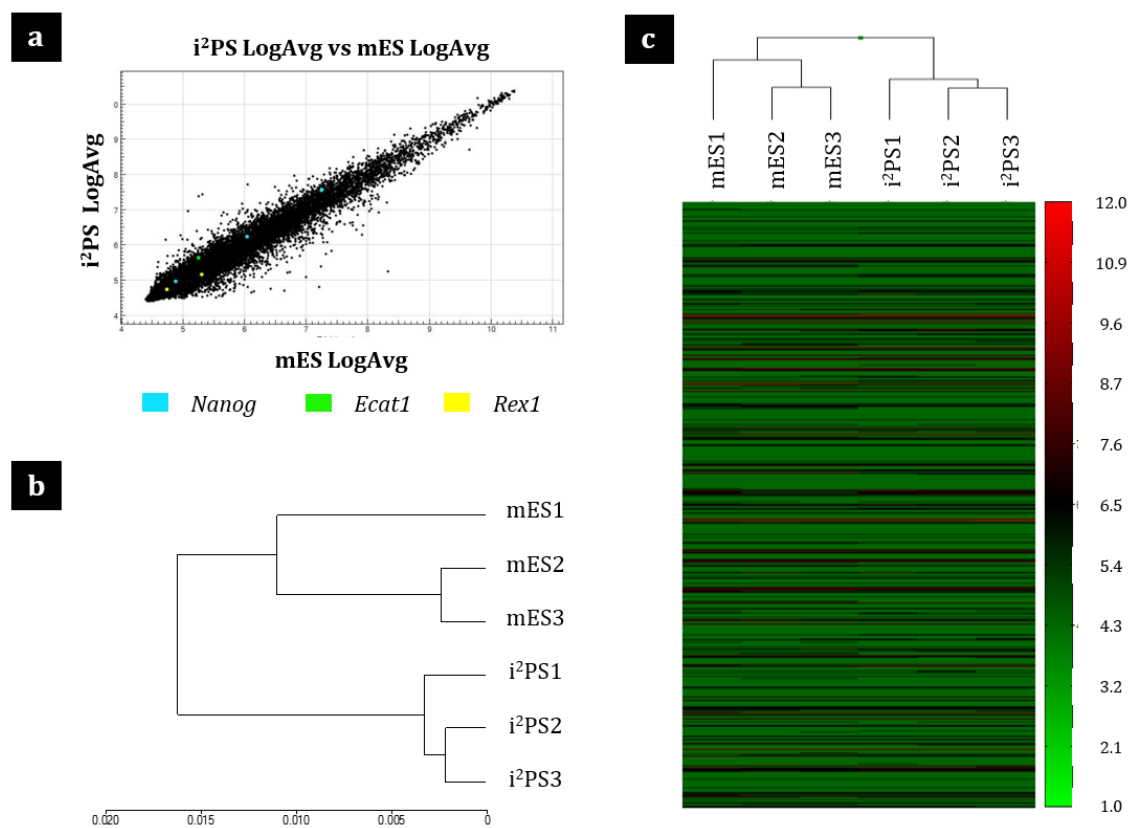 a
i²PS LogAvg vs mES LogAvg
i²PS LogAvg
0
9
8
7
6
5
4
4 5 6 7 8 9 10 11
mES LogAvg
Nanog Ecat1 Rex1
b
mES1
mES2
mES3
i²PS1
i²PS2
i²PS3
0.020 0.015 0.010 0.005 0
c
mES1 mES2 mES3 i²PS1 i²PS2 i²PS3
12.0
10.9
9.6
8.7
7.6
6.5
5.4
4.3
3.2
2.1
1.0